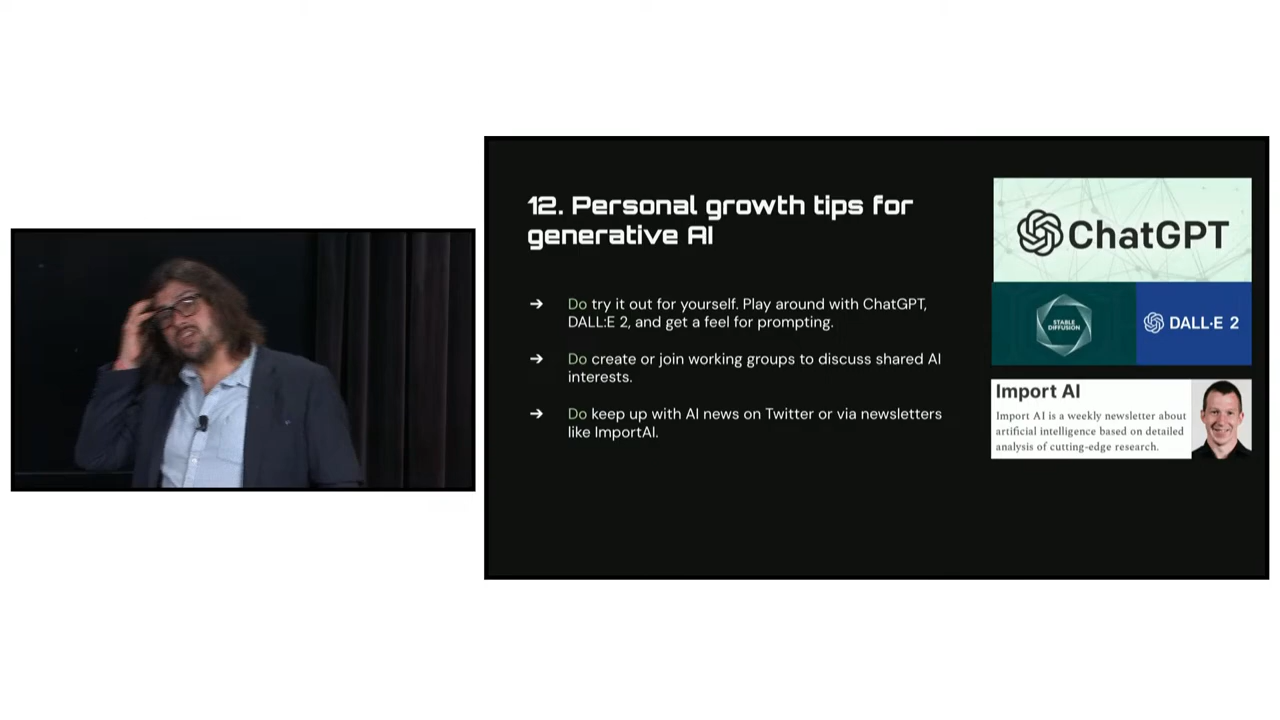 12. Personal growth tips for
generative AI
➔ Do try it out for yourself. Play around with ChatGPT,
DALL:E 2, and get a feel for prompting.
➔ Do create or join working groups to discuss shared AI
interests.
➔ Do keep up with AI news on Twitter or via newsletters
like ImportAI.
ChatGPT
STABLE
DIFFUSION
DALL·E 2
Import AI
Import AI is a weekly newsletter about
artificial intelligence based on detailed
analysis of cutting-edge research.